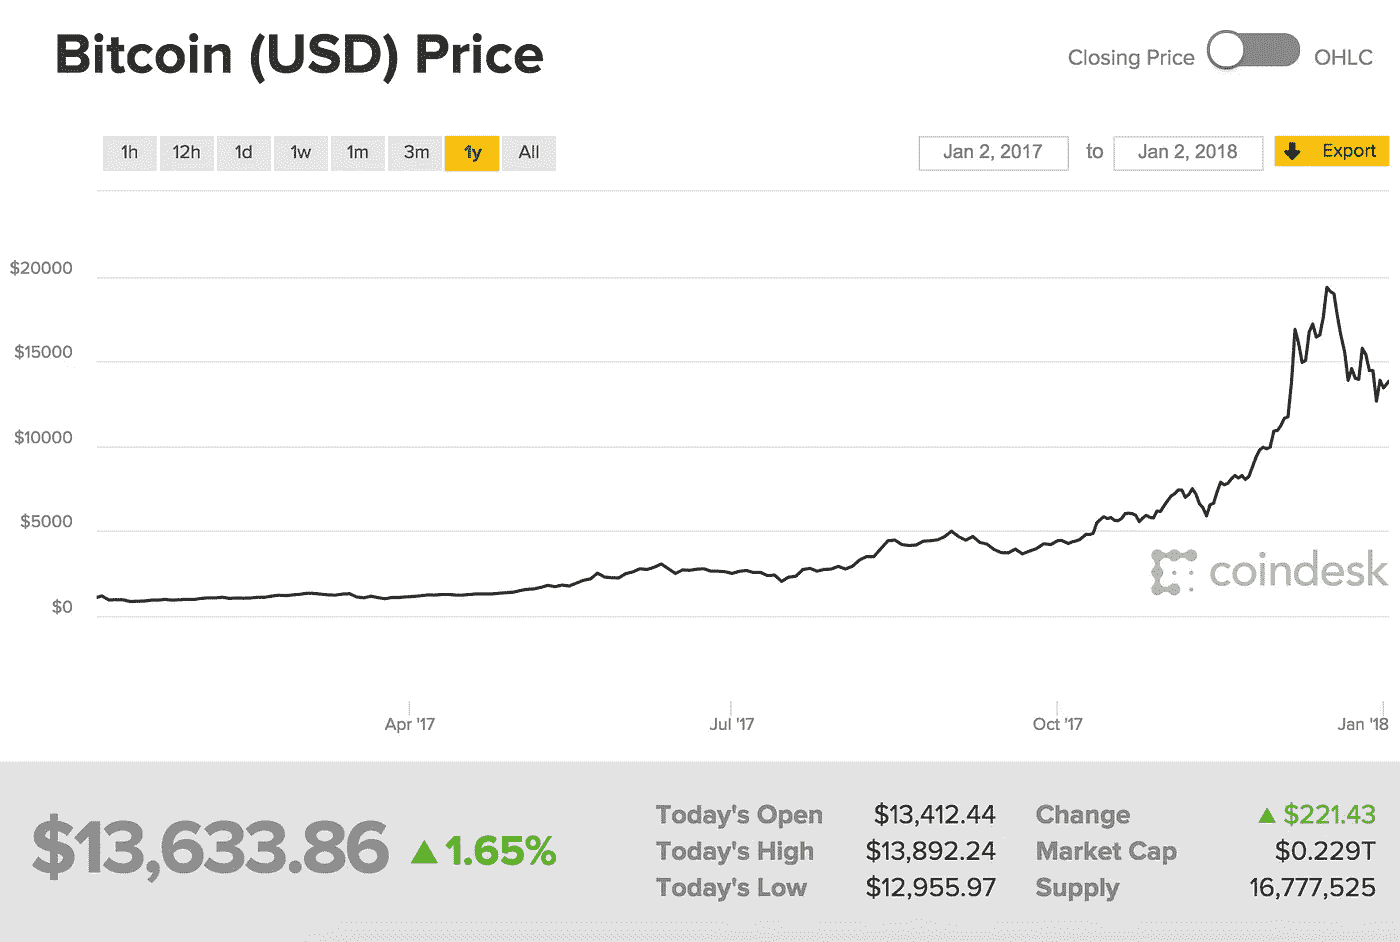 Bitcoin (USD) Price
Closing Price OHLC
1h 12h 1d 1w 1m 3m 1y All Jan 2, 2017 to Jan 2, 2018 Export
$20000
$15000
$10000
$5000
coindesk
$0
Apr '17 Jul '17 Oct '17 Jan '18
$13,633.86 ▲ 1.65%
Today's Open $13,412.44 Change ▲ $221.43
Today's High $13,892.24 Market Cap $0.229T
Today's Low $12,955.97 Supply 16,777,525